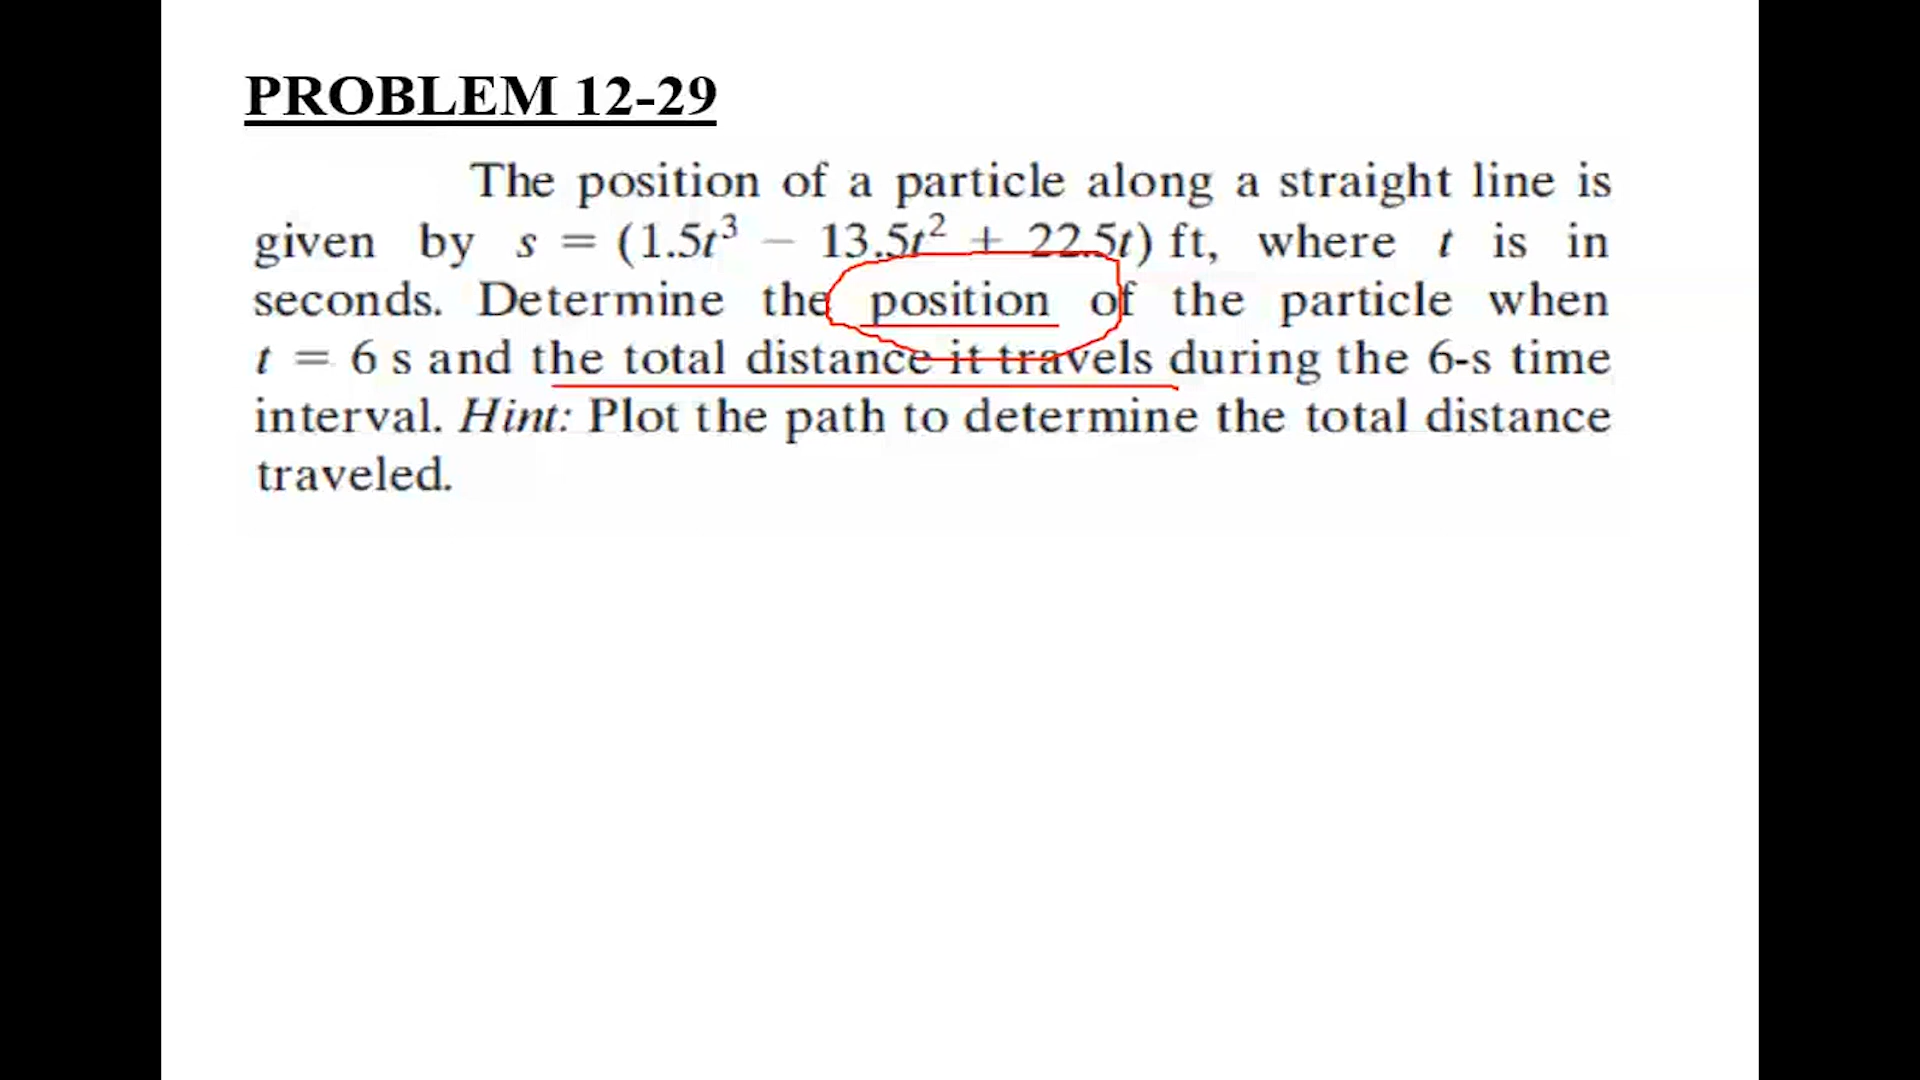 PROBLEM 12-29
The position of a particle along a straight line is
given by s = (1.5t³ − 13.5t² + 22.5t) ft, where t is in
seconds. Determine the position of the particle when
t = 6 s and the total distance it travels during the 6-s time
interval. Hint: Plot the path to determine the total distance
traveled.